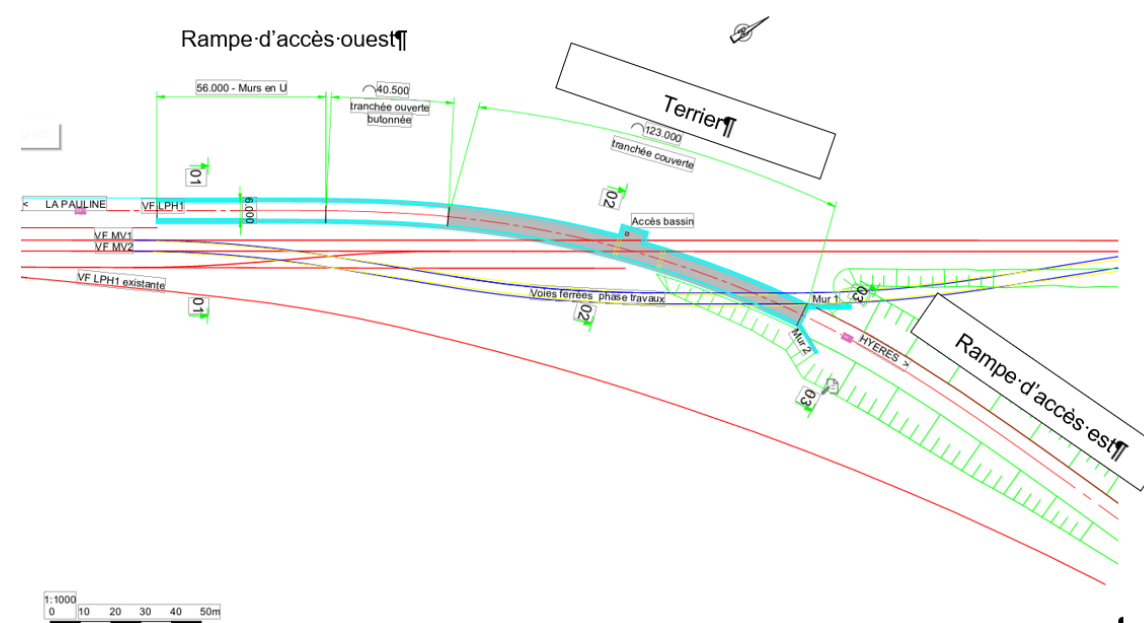 Rampe·d’accès·ouest¶
56.000 - Murs en U
40.500
tranchée ouverte
butonnée
Terrier¶
123.000
tranchée couverte
01
02
< LA PAULINE
VF LPH1
6.000
Accès bassin
VF MV1
VF MV2
VF LPH1 existante
Voies ferrées phase travaux
Mur 1
03
01
02
Mur 2
HYERES >
Rampe·d’accès·est¶
03
1:1000
0 10 20 30 40 50m